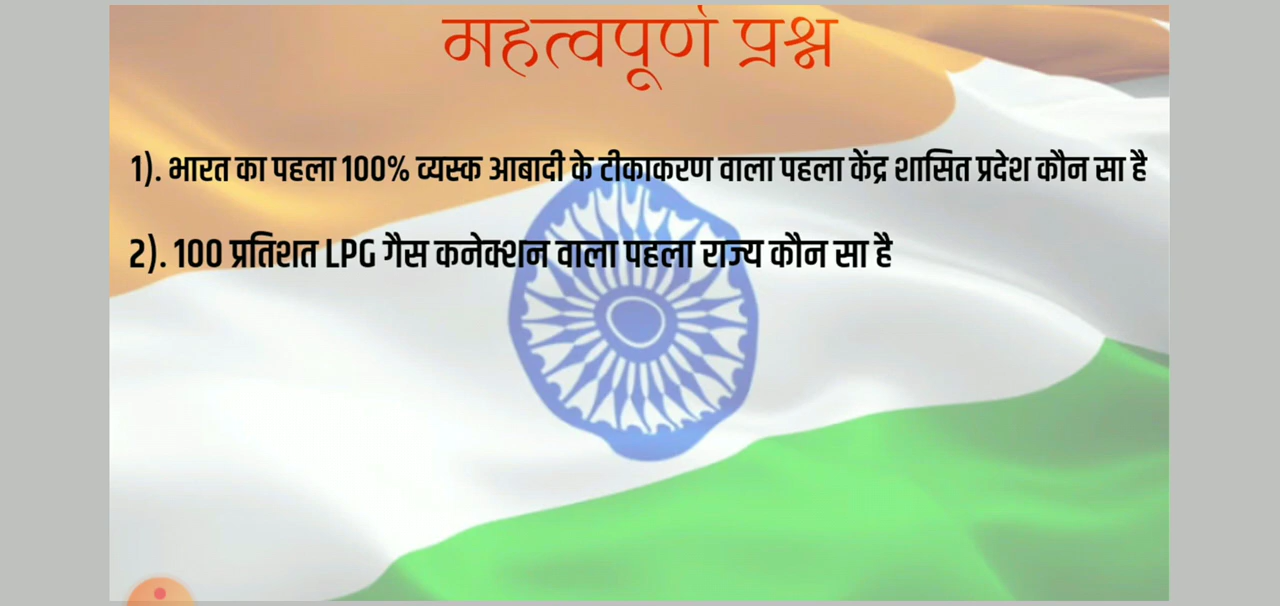 महत्वपूर्ण प्रश्न
1). भारत का पहला 100% व्यस्क आबादी के टीकाकरण वाला पहला केंद्र शासित प्रदेश कौन सा है
2). 100 प्रतिशत LPG गैस कनेक्शन वाला पहला राज्य कौन सा है